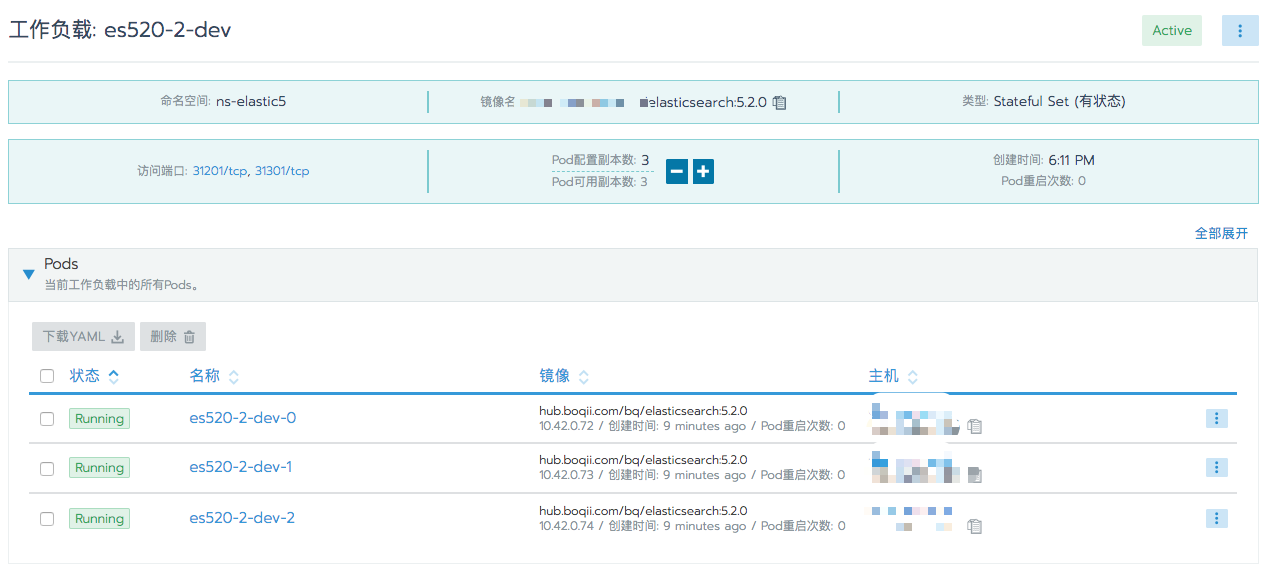 工作负载: es520-2-dev
Active
命名空间: ns-elastic5
镜像名 elasticsearch:5.2.0
类型: Stateful Set (有状态)
访问端口: 31201/tcp, 31301/tcp
Pod配置副本数: 3
Pod可用副本数: 3
创建时间: 6:11 PM
Pod重启次数: 0
全部展开
Pods
当前工作负载中的所有Pods。
下载YAML
删除
状态 名称 镜像 主机
Running es520-2-dev-0 hub.boqii.com/bq/elasticsearch:5.2.0
10.42.0.72 / 创建时间: 9 minutes ago / Pod重启次数: 0
Running es520-2-dev-1 hub.boqii.com/bq/elasticsearch:5.2.0
10.42.0.73 / 创建时间: 9 minutes ago / Pod重启次数: 0
Running es520-2-dev-2 hub.boqii.com/bq/elasticsearch:5.2.0
10.42.0.74 / 创建时间: 9 minutes ago / Pod重启次数: 0